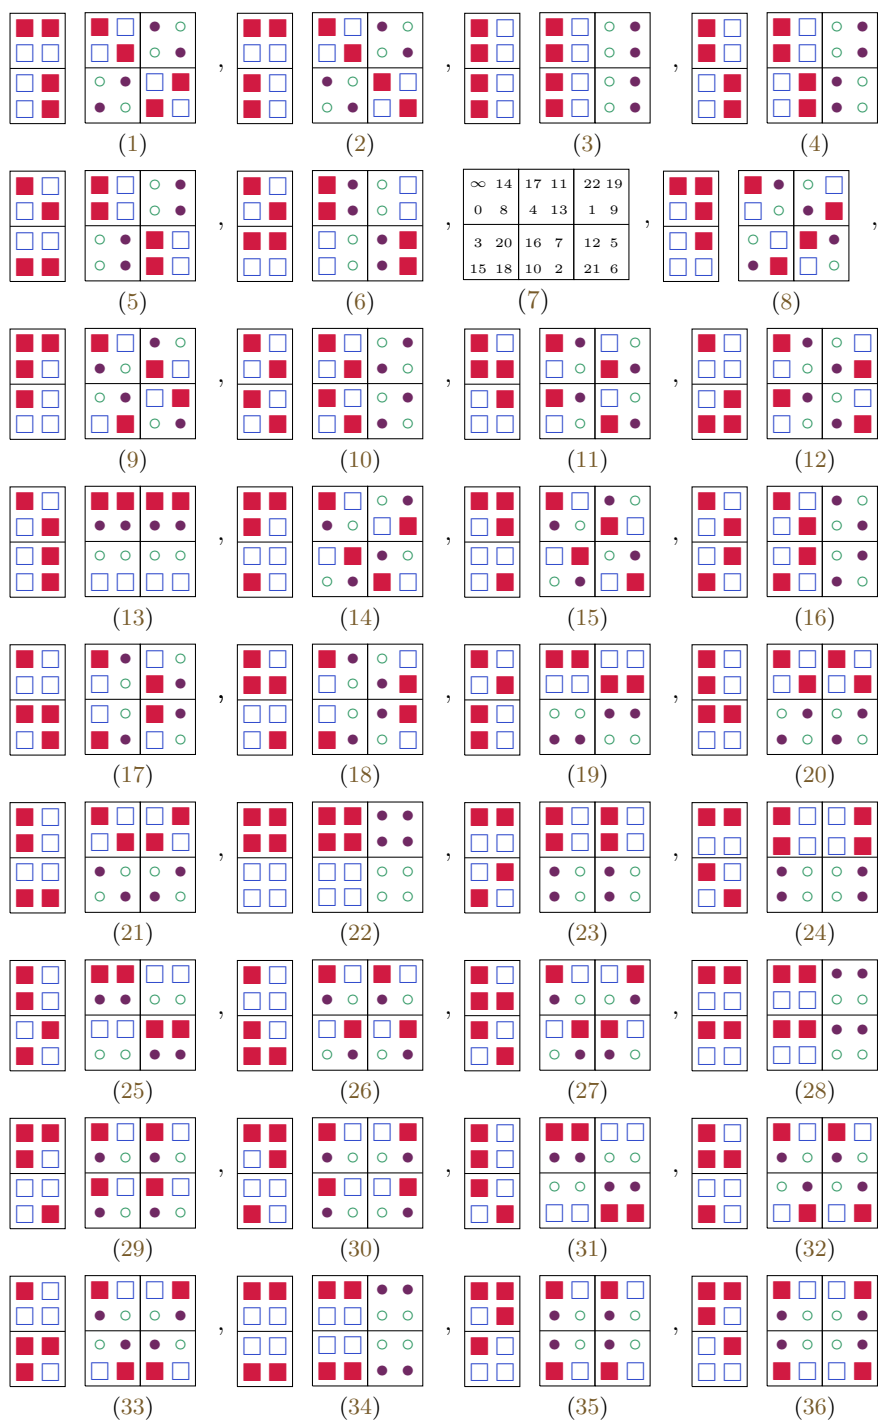 , , ,
(1) (2) (3) (4)
, , , ,
∞ 14 17 11 22 19
0 8 4 13 1 9
3 20 16 7 12 5
15 18 10 2 21 6
(5) (6) (7) (8)
, , ,
(9) (10) (11) (12)
, , ,
(13) (14) (15) (16)
, , ,
(17) (18) (19) (20)
, , ,
(21) (22) (23) (24)
, , ,
(25) (26) (27) (28)
, , ,
(29) (30) (31) (32)
, , ,
(33) (34) (35) (36)